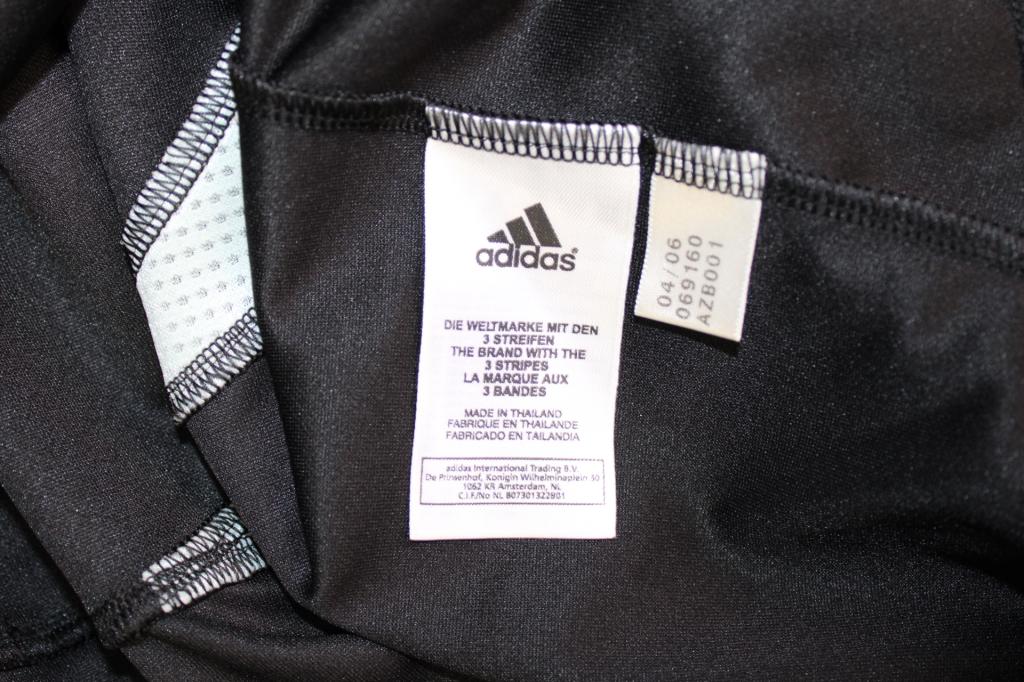 adidas®
DIE WELTMARKE MIT DEN
3 STREIFEN
THE BRAND WITH THE
3 STRIPES
LA MARQUE AUX
3 BANDES
MADE IN THAILAND
FABRIQUE EN THAILANDE
FABRICADO EN TAILANDIA
adidas International Trading B.V.
De Prinsenhof, Konigin Wilhelminaplein 30
1062 KR Amsterdam, NL
C.I.F./No NL 807301322B01
04/06
069160
AZB001